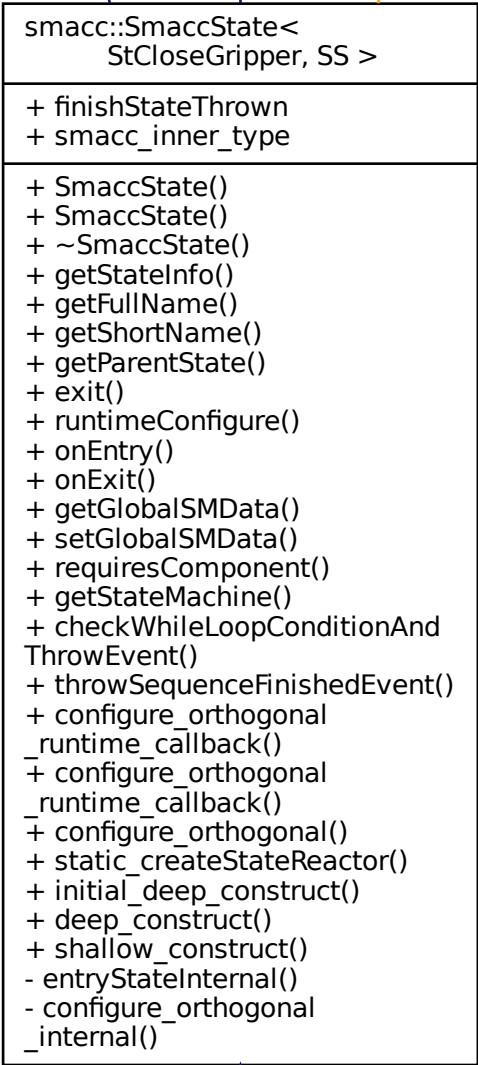 smacc::SmaccState<
StCloseGripper, SS >
+ finishStateThrown
+ smacc_inner_type
+ SmaccState()
+ SmaccState()
+ ~SmaccState()
+ getStateInfo()
+ getFullName()
+ getShortName()
+ getParentState()
+ exit()
+ runtimeConfigure()
+ onEntry()
+ onExit()
+ getGlobalSMData()
+ setGlobalSMData()
+ requiresComponent()
+ getStateMachine()
+ checkWhileLoopConditionAnd
ThrowEvent()
+ throwSequenceFinishedEvent()
+ configure_orthogonal
_runtime_callback()
+ configure_orthogonal
_runtime_callback()
+ configure_orthogonal()
+ static_createStateReactor()
+ initial_deep_construct()
+ deep_construct()
+ shallow_construct()
- entryStateInternal()
- configure_orthogonal
_internal()